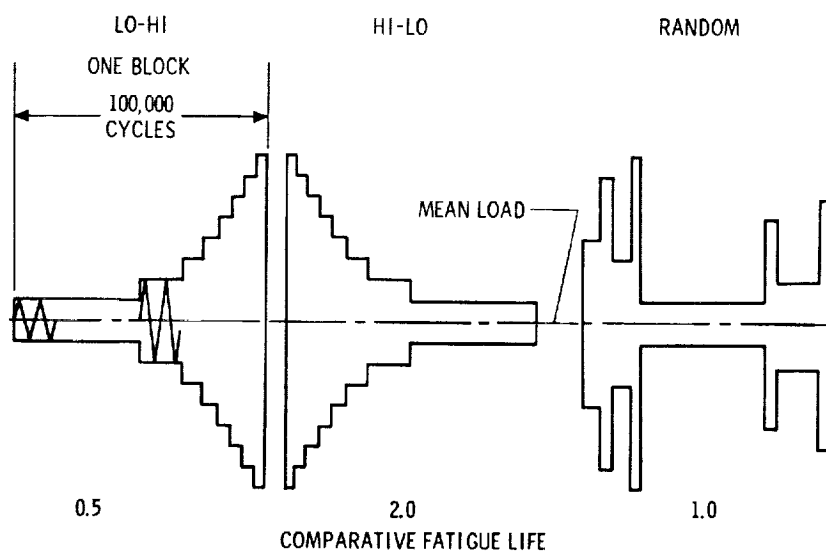 LO-HI
HI-LO
RANDOM
ONE BLOCK
100,000
CYCLES
MEAN LOAD
0.5
2.0
1.0
COMPARATIVE FATIGUE LIFE